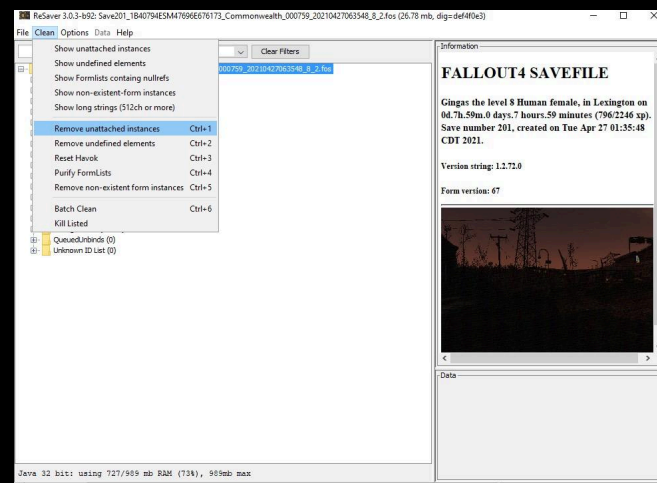 ReSaver 3.0.3-b92: Save201_1B40794ESM47696E676173_Commonwealth_000759_20210427063548_8_2.fos (26.78 mb, dig=def4f0e3)
File Clean Options Data Help
Show unattached instances
Show undefined elements
Show Formlists containg nullrefs
Show non-existent-form instances
Show long strings (512ch or more)
Remove unattached instances Ctrl+1
Remove undefined elements Ctrl+2
Reset Havok Ctrl+3
Purify FormLists Ctrl+4
Remove non-existent form instances Ctrl+5
Batch Clean Ctrl+6
Kill Listed
Clear Filters
000759_20210427063548_8_2.fos
QueuedUnbinds (0)
Unknown ID List (0)
Java 32 bit: using 727/989 mb RAM (73%), 989mb max
Information
FALLOUT4 SAVEFILE
Gingas the level 8 Human female, in Lexington on
0d.7h.59m.0 days.7 hours.59 minutes (796/2246 xp).
Save number 201, created on Tue Apr 27 01:35:48
CDT 2021.
Version string: 1.2.72.0
Form version: 67
Data